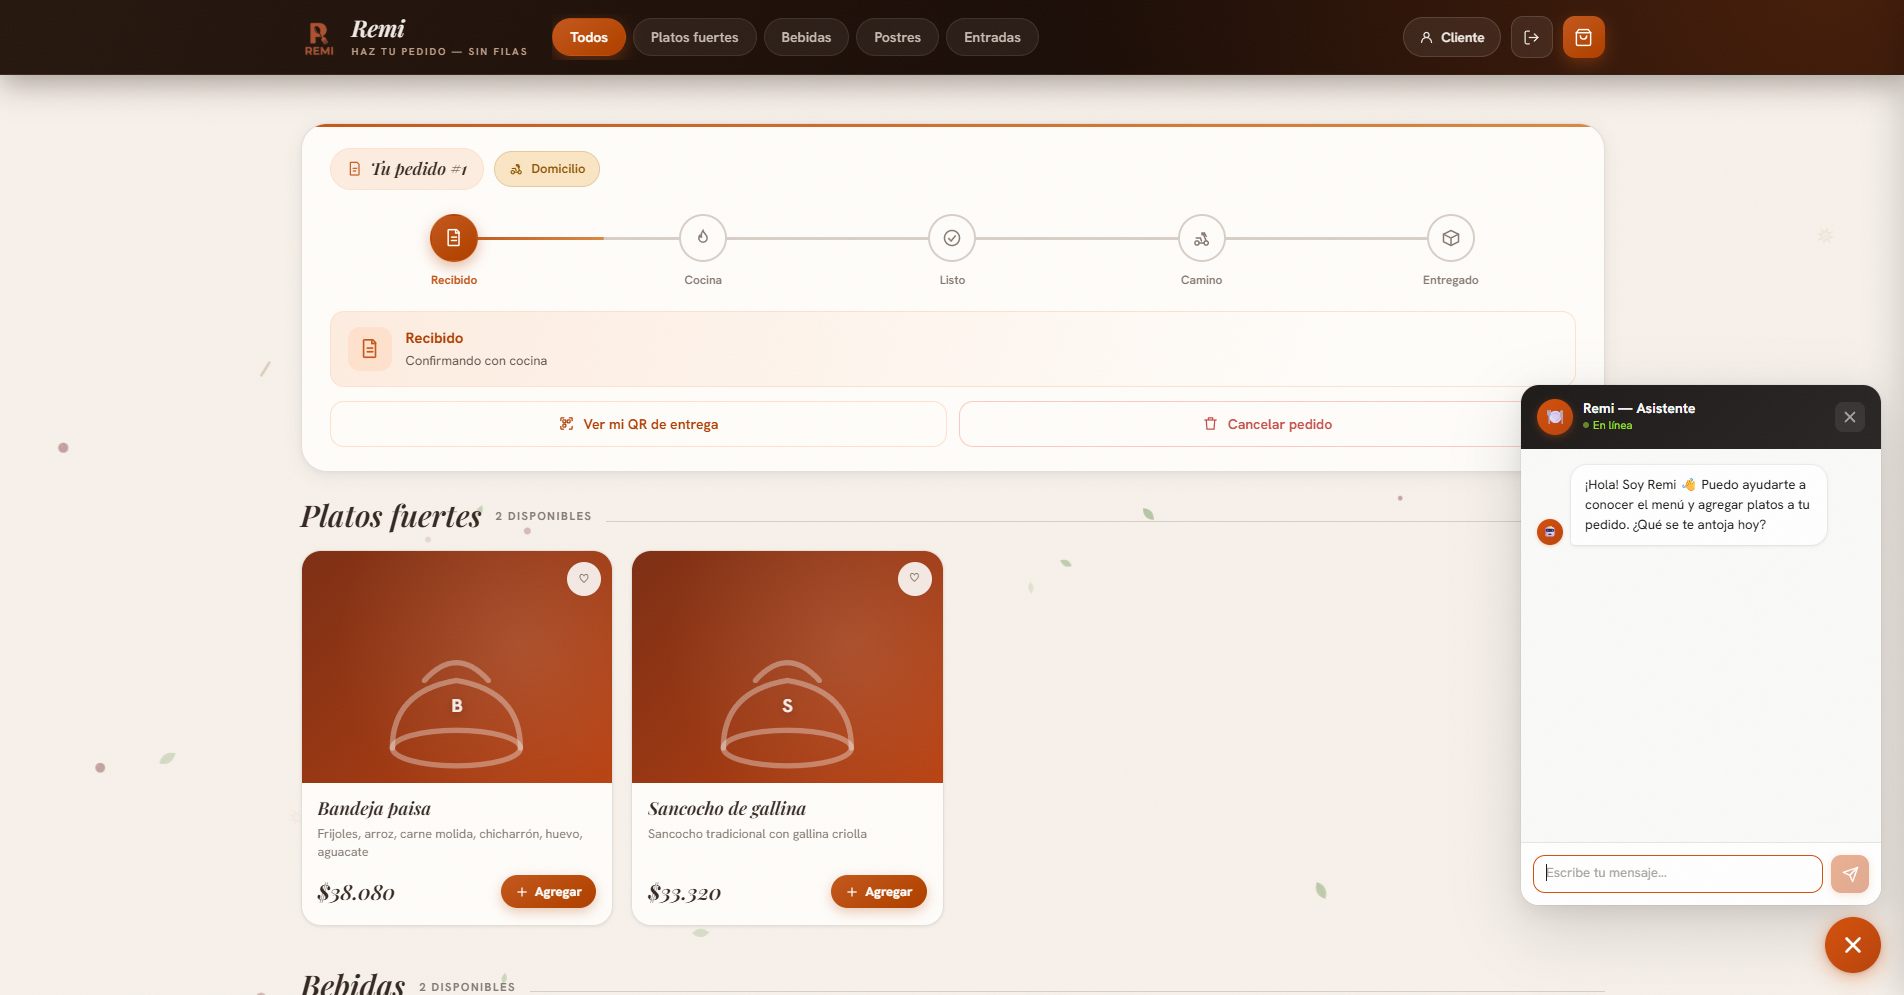 REMI
Remi
HAZ TU PEDIDO — SIN FILAS
Todos
Platos fuertes
Bebidas
Postres
Entradas
Cliente
Tu pedido #1
Domicilio
Recibido
Cocina
Listo
Camino
Entregado
Recibido
Confirmando con cocina
Ver mi QR de entrega
Cancelar pedido
Platos fuertes
2 DISPONIBLES
B
Bandeja paisa
Frijoles, arroz, carne molida, chicharrón, huevo,
aguacate
$38.080
+ Agregar
S
Sancocho de gallina
Sancocho tradicional con gallina criolla
$33.320
+ Agregar
Bebidas
2 DISPONIBLES
Remi — Asistente
En línea
¡Hola! Soy Remi 👋 Puedo ayudarte a
conocer el menú y agregar platos a tu
pedido. ¿Qué se te antoja hoy?
Escribe tu mensaje...